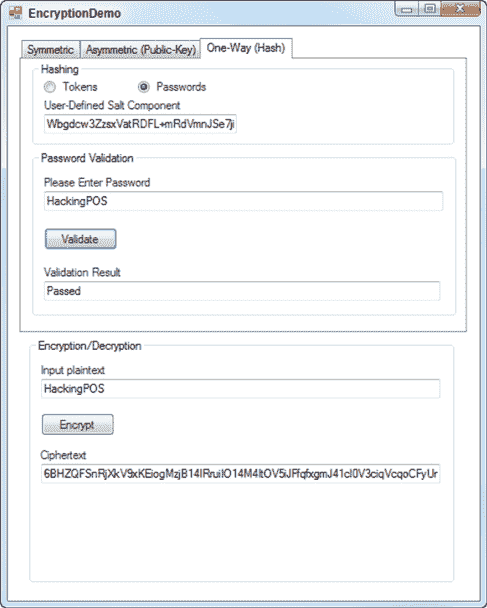 EncryptionDemo
Symmetric Asymmetric (Public-Key) One-Way (Hash)
Hashing
Tokens Passwords
User-Defined Salt Component
Wbgdcw3ZzsxVatRDFL+mRdVmnJSe7ji
Password Validation
Please Enter Password
HackingPOS
Validate
Validation Result
Passed
Encryption/Decryption
Input plaintext
HackingPOS
Encrypt
Ciphertext